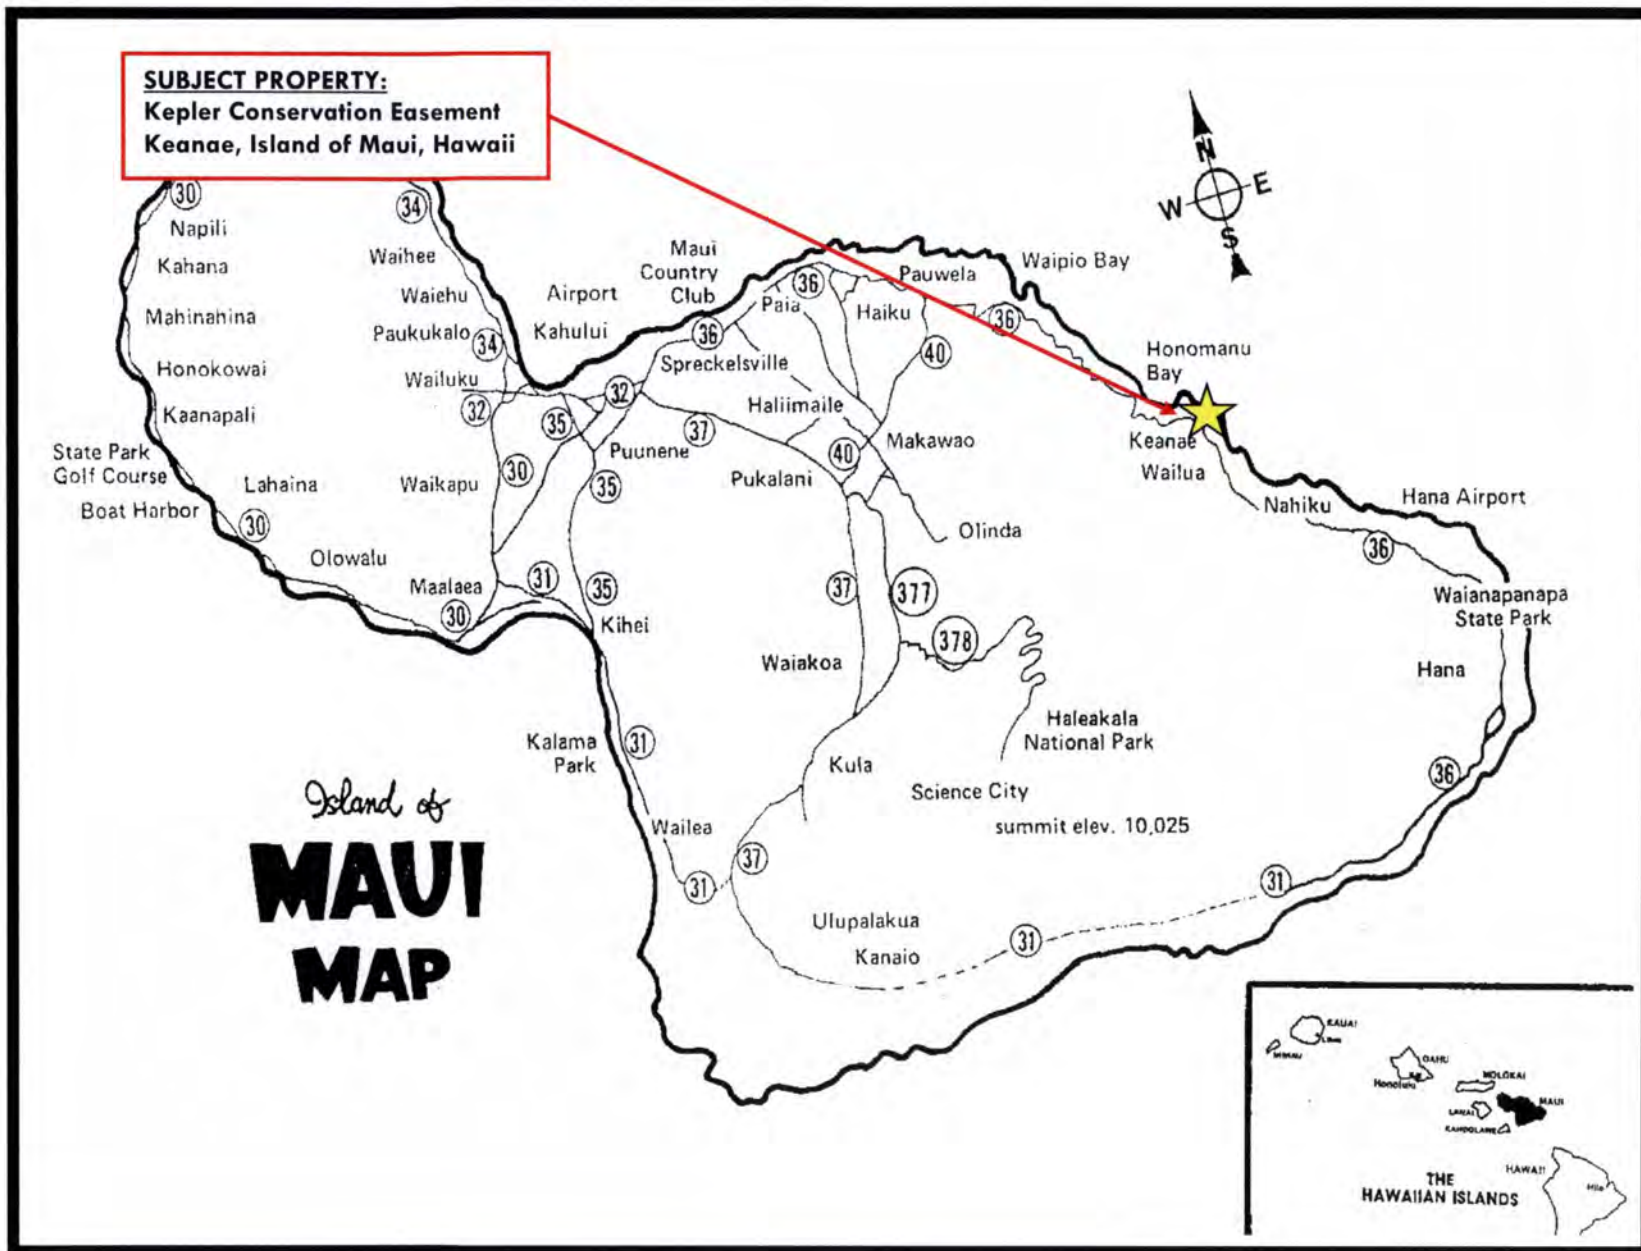 SUBJECT PROPERTY:
Kepler Conservation Easement
Keanae, Island of Maui, Hawaii
N
W
E
S
30
34
Napili
Kahana
Mahinahina
Honokowai
Kaanapali
State Park
Golf Course
Boat Harbor
Lahaina
30
Olowalu
Waihee
Waiehu
Paukukalo
34
Wailuku
32
Airport
Kahului
Maui
Country
Club
36
Spreckelsville
Paia
36
Pauwela
Haiku
Waipio Bay
36
40
Honomanu
Bay
Keanae
Wailua
Nahiku
Hana Airport
36
Waianapanapa
State Park
Hana
36
32
35
Puunene
37
Haliimaile
Makawao
40
Pukalani
Olinda
Waikapu
30
35
Maalaea
31
30
35
Kihei
37
377
378
Waiakoa
Haleakala
National Park
Kalama
Park
31
Kula
Science City
summit elev. 10,025
Wailea
37
31
31
Ulupalakua
Kanaio
31
Island of
MAUI
MAP
KAUAI
OAHU
Honolulu
MOLOKAI
LANAI
MAUI
KAHOOLAWE
HAWAII
Hilo
THE
HAWAIIAN ISLANDS